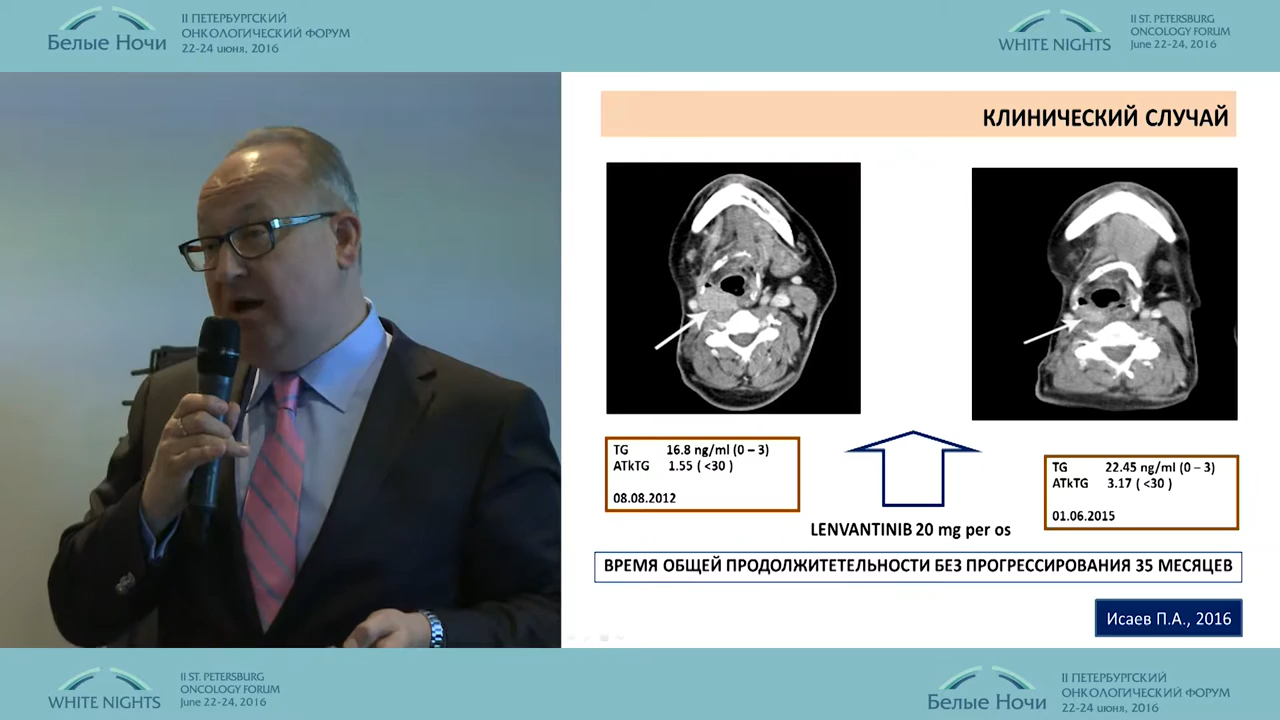 Белые Ночи
II ПЕТЕРБУРГСКИЙ
ОНКОЛОГИЧЕСКИЙ ФОРУМ
22-24 июня, 2016
WHITE NIGHTS
II ST. PETERSBURG
ONCOLOGY FORUM
June 22-24, 2016
КЛИНИЧЕСКИЙ СЛУЧАЙ
TG 16.8 ng/ml (0 – 3)
ATkTG 1.55 ( <30 )
08.08.2012
TG 22.45 ng/ml (0 – 3)
ATkTG 3.17 ( <30 )
01.06.2015
LENVANTINIB 20 mg per os
ВРЕМЯ ОБЩЕЙ ПРОДОЛЖИТЕТЕЛЬНОСТИ БЕЗ ПРОГРЕССИРОВАНИЯ 35 МЕСЯЦЕВ
Исаев П.А., 2016
WHITE NIGHTS
II ST. PETERSBURG
ONCOLOGY FORUM
June 22-24, 2016
Белые Ночи
II ПЕТЕРБУРГСКИЙ
ОНКОЛОГИЧЕСКИЙ ФОРУМ
22-24 июня, 2016